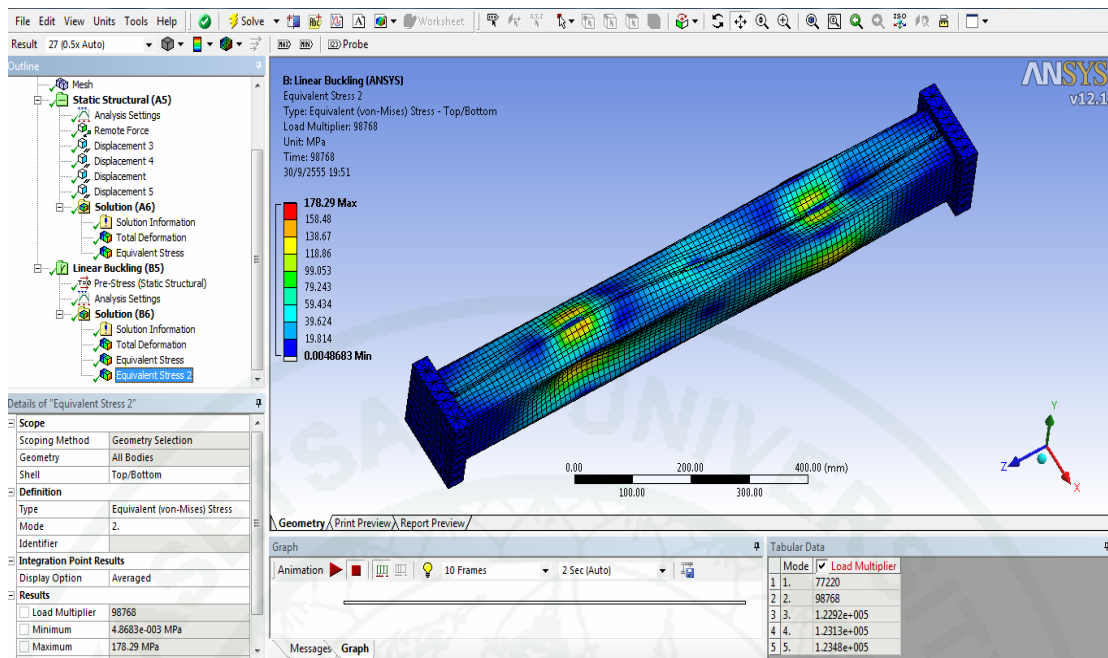 File Edit View Units Tools Help Solve Worksheet
Result 27 (0.5x Auto) Probe
Outline
Mesh
Static Structural (A5)
Analysis Settings
Remote Force
Displacement 3
Displacement 4
Displacement
Displacement 5
Solution (A6)
Solution Information
Total Deformation
Equivalent Stress
Linear Buckling (B5)
Pre-Stress (Static Structural)
Analysis Settings
Solution (B6)
Solution Information
Total Deformation
Equivalent Stress
Equivalent Stress 2
Details of "Equivalent Stress 2"
Scope
Scoping Method Geometry Selection
Geometry All Bodies
Shell Top/Bottom
Definition
Type Equivalent (von-Mises) Stress
Mode 2.
Identifier
Integration Point Results
Display Option Averaged
Results
Load Multiplier 98768
Minimum 4.8683e-003 MPa
Maximum 178.29 MPa
B: Linear Buckling (ANSYS)
Equivalent Stress 2
Type: Equivalent (von-Mises) Stress - Top/Bottom
Load Multiplier: 98768
Unit: MPa
Time: 98768
30/9/2555 19:51
178.29 Max
158.48
138.67
118.86
99.053
79.243
59.434
39.624
19.814
0.0048683 Min
ANSYS
v12.1
0.00 200.00 400.00 (mm)
100.00 300.00
Y
Z
X
Geometry Print Preview Report Preview
Graph
Animation 10 Frames 2 Sec (Auto)
Messages Graph
Tabular Data
Mode Load Multiplier
1 1. 77220
2 2. 98768
3 3. 1.2292e+005
4 4. 1.2313e+005
5 5. 1.2348e+005